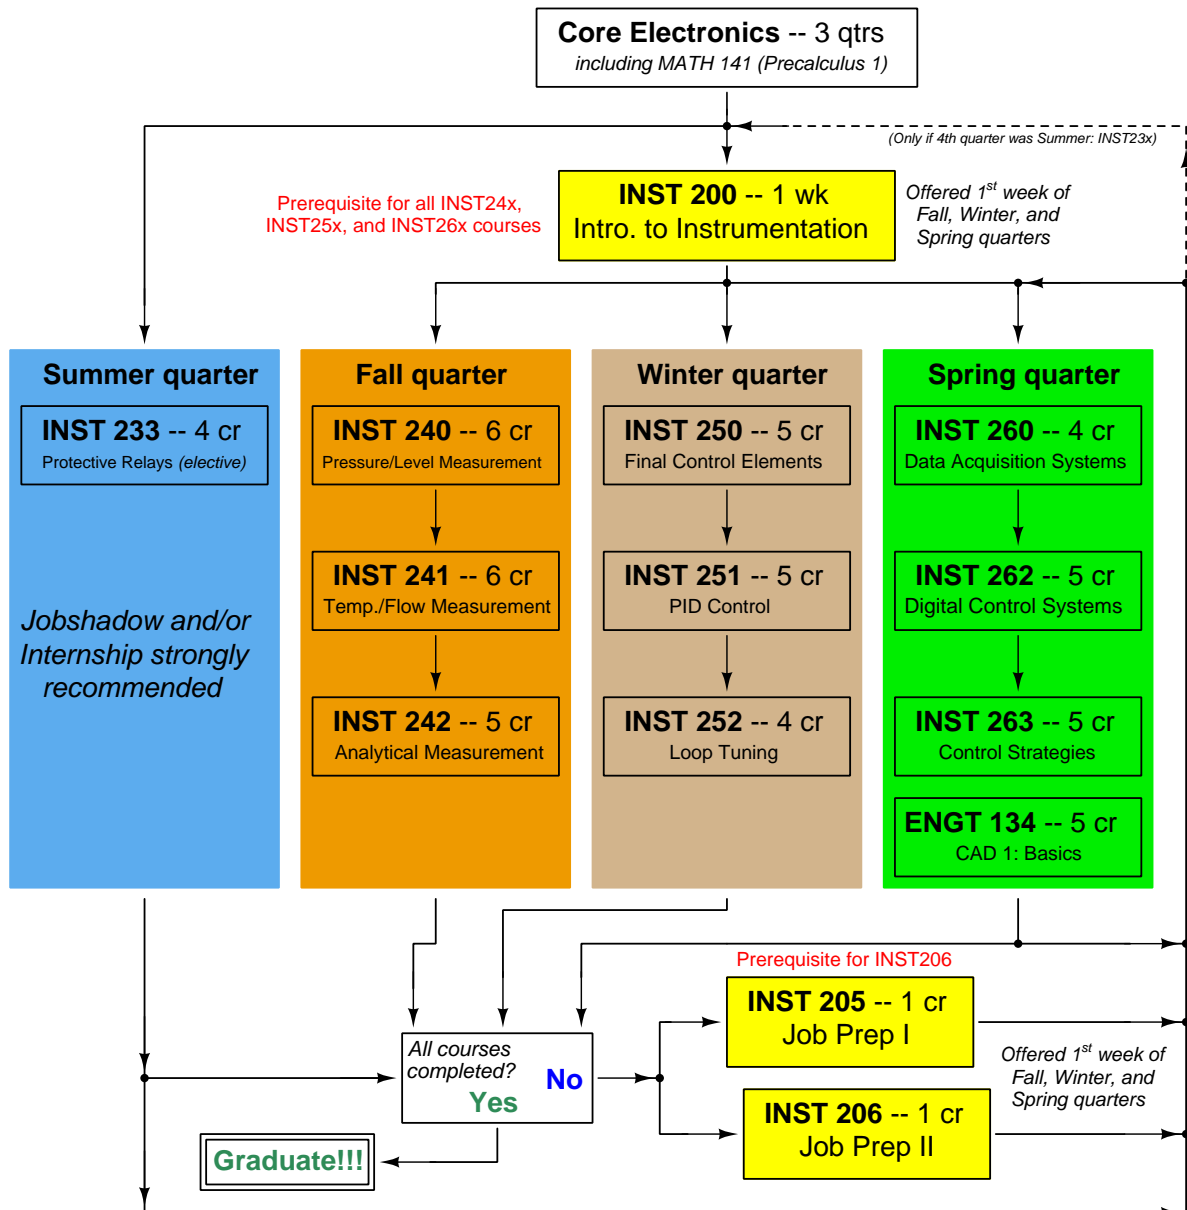 Core Electronics -- 3 qtrs
including MATH 141 (Precalculus 1)
(Only if 4th quarter was Summer: INST23x)
Prerequisite for all INST24x,
INST25x, and INST26x courses
INST 200 -- 1 wk
Intro. to Instrumentation
Offered 1st week of
Fall, Winter, and
Spring quarters
Summer quarter
INST 233 -- 4 cr
Protective Relays (elective)
Jobshadow and/or
Internship strongly
recommended
Fall quarter
INST 240 -- 6 cr
Pressure/Level Measurement
INST 241 -- 6 cr
Temp./Flow Measurement
INST 242 -- 5 cr
Analytical Measurement
Winter quarter
INST 250 -- 5 cr
Final Control Elements
INST 251 -- 5 cr
PID Control
INST 252 -- 4 cr
Loop Tuning
Spring quarter
INST 260 -- 4 cr
Data Acquisition Systems
INST 262 -- 5 cr
Digital Control Systems
INST 263 -- 5 cr
Control Strategies
ENGT 134 -- 5 cr
CAD 1: Basics
All courses
completed?
Yes
No
Graduate!!!
Prerequisite for INST206
INST 205 -- 1 cr
Job Prep I
INST 206 -- 1 cr
Job Prep II
Offered 1st week of
Fall, Winter, and
Spring quarters